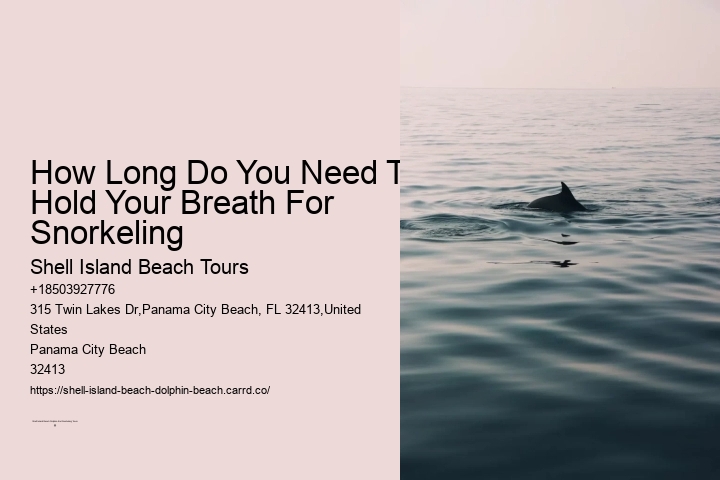 How Long Do You Need T
Hold Your Breath For
Snorkeling
Shell Island Beach Tours
+18503927776
315 Twin Lakes Dr,Panama City Beach, FL 32413,United
States
Panama City Beach
32413
https://shell-island-beach-dolphin-beach.carrd.co/